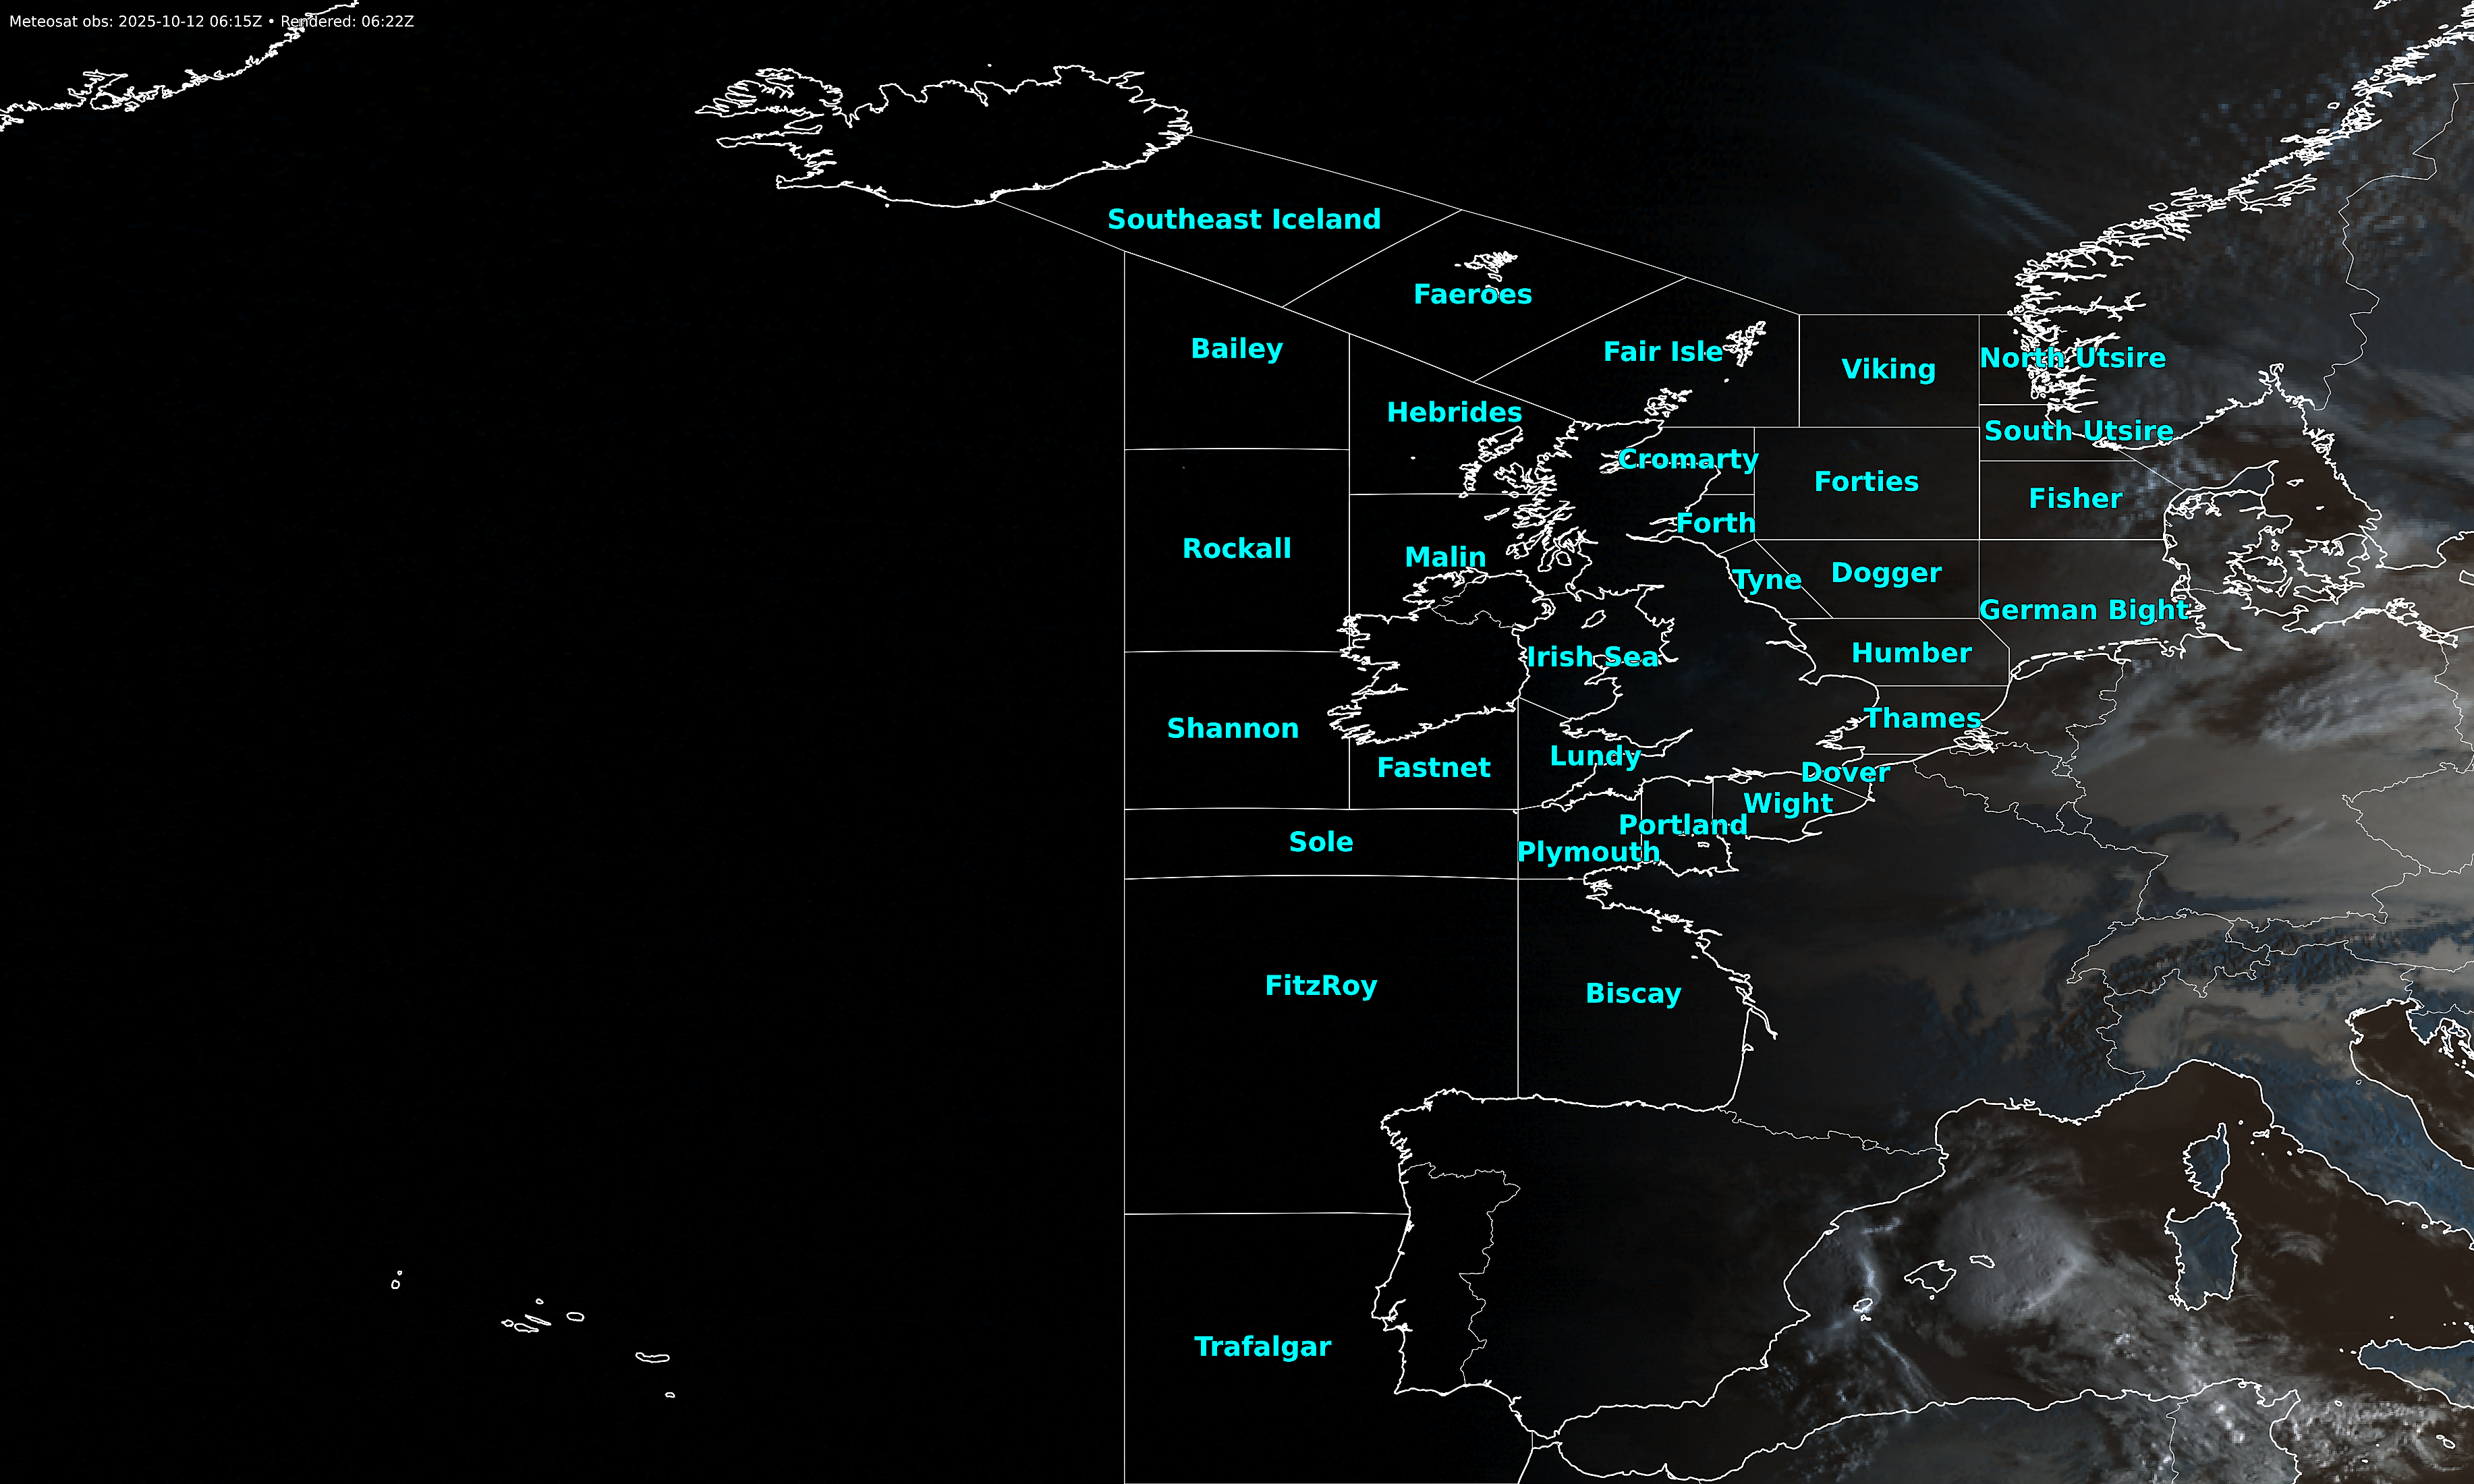 Meteosat obs: 2025-10-12 06:15Z • Rendered: 06:22Z
Southeast Iceland
Faeroes
Bailey
Fair Isle
Viking
North Utsire
Hebrides
South Utsire
Cromarty
Forties
Fisher
Forth
Rockall
Malin
Tyne
Dogger
German Bight
Irish Sea
Humber
Thames
Shannon
Fastnet
Lundy
Dover
Wight
Portland
Sole
Plymouth
FitzRoy
Biscay
Trafalgar